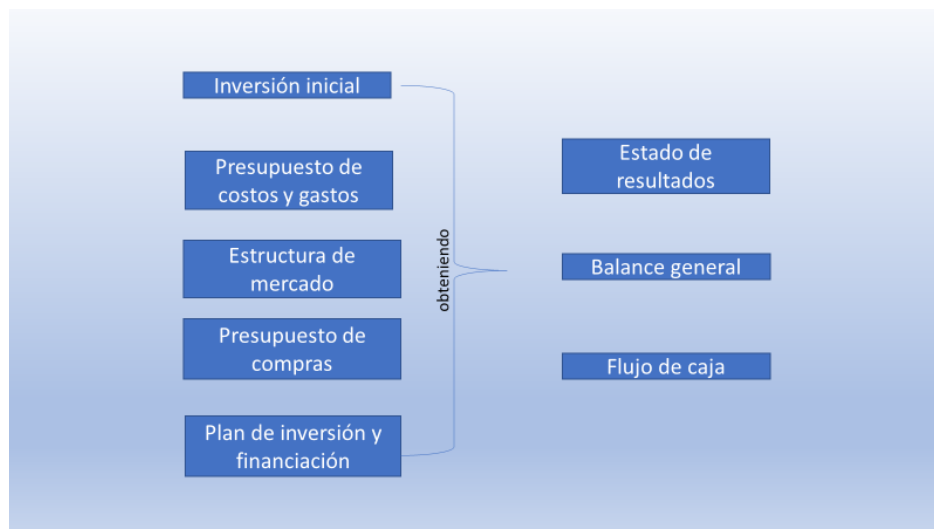 Inversión inicial
Presupuesto de
costos y gastos
Estructura de
mercado
Presupuesto de
compras
Plan de inversión y
financiación
obteniendo
Estado de
resultados
Balance general
Flujo de caja